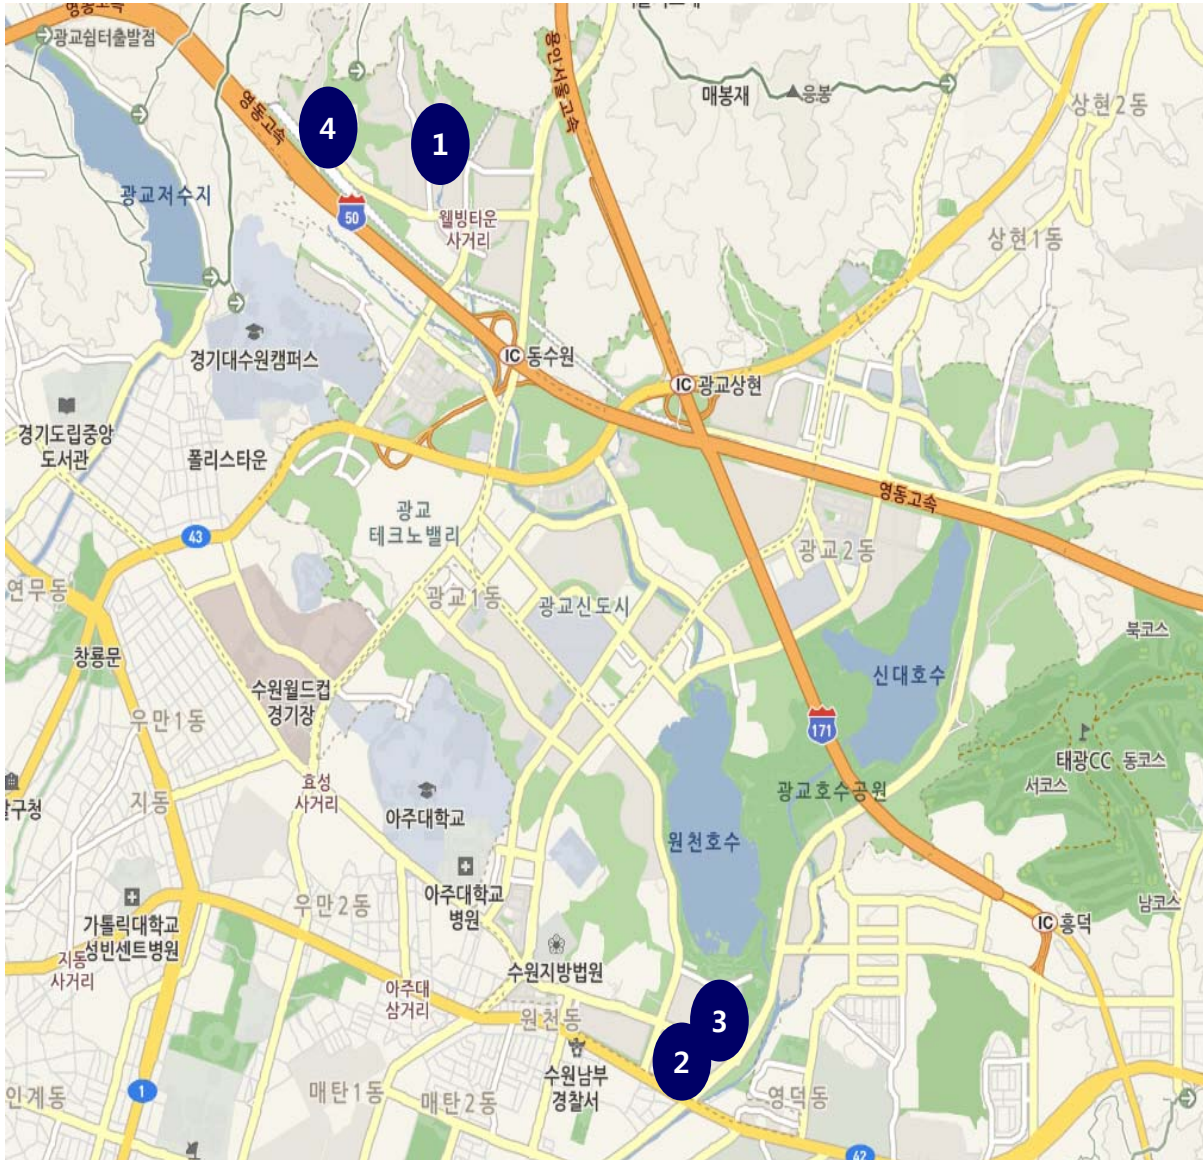 영동고속
광교쉼터출발점
용인서울고속
매봉재
응봉
상현2동
영동고속
4
1
광교저수지
50
웰빙타운
사거리
상현1동
경기대수원캠퍼스
IC 동수원
IC 광교상현
경기도립중앙
도서관
폴리스타운
영동고속
광교
테크노밸리
43
광교2동
연무동
광교1동
광교신도시
북코스
창룡문
신대호수
수원월드컵
경기장
우만1동
171
태광CC
동코스
서코스
효성
사거리
지동
달구청
아주대학교
광교호수공원
원천호수
아주대학교
병원
가톨릭대학교
성빈센트병원
우만2동
남코스
IC 흥덕
지동
사거리
수원지방법원
아주대
삼거리
원천동
3
2
수원남부
경찰서
1
인계동
매탄1동
매탄2동
영덕동
42